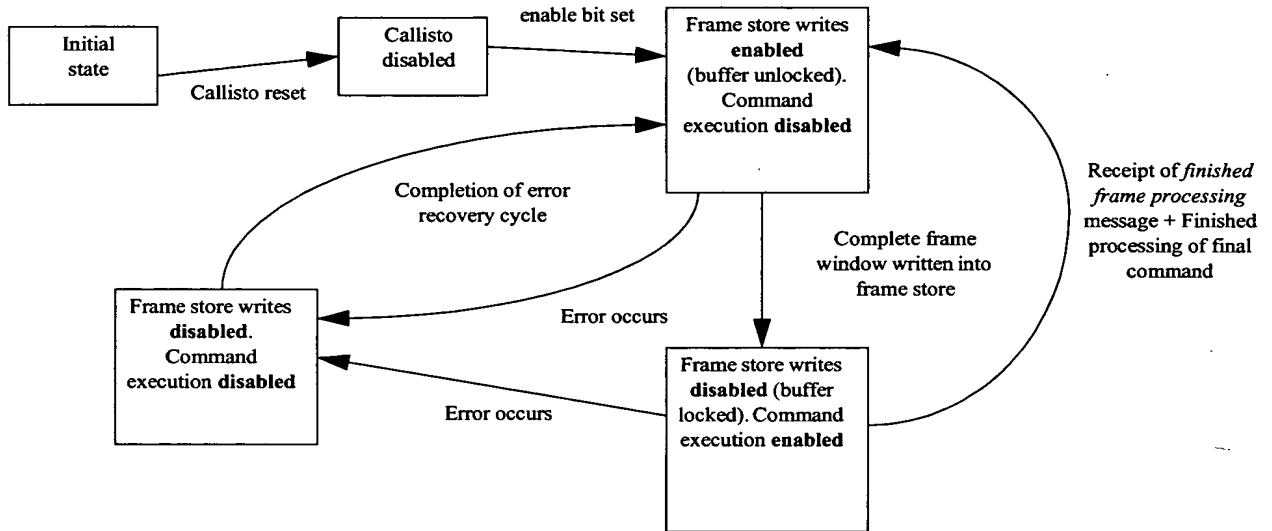 Initial
state
Callisto reset
Callisto
disabled
enable bit set
Frame store writes
enabled
(buffer unlocked).
Command
execution disabled
Completion of error
recovery cycle
Receipt of finished
frame processing
message + Finished
processing of final
command
Complete frame
window written into
frame store
Error occurs
Frame store writes
disabled.
Command
execution disabled
Error occurs
Frame store writes
disabled (buffer
locked). Command
execution enabled